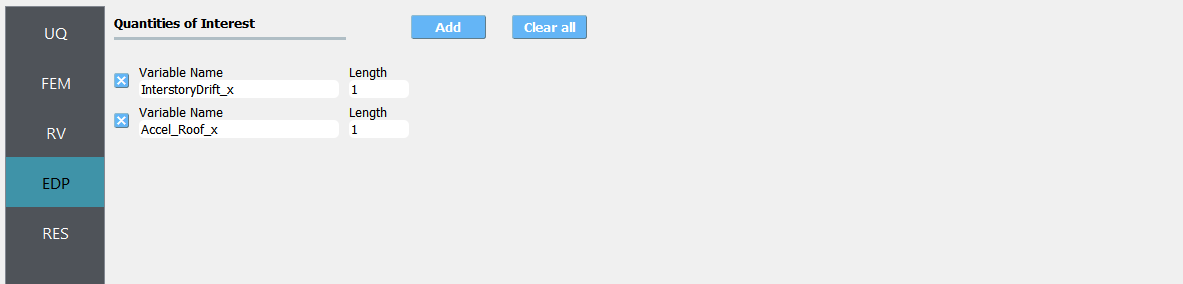 UQ
FEM
RV
EDP
RES
Quantities of Interest
Add
Clear all
Variable Name
Length
InterstoryDrift_x
1
Variable Name
Length
Accel_Roof_x
1